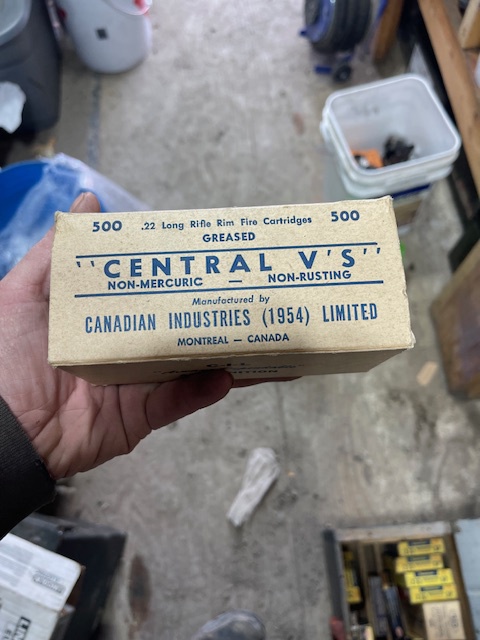 500 .22 Long Rifle Rim Fire Cartridges 500
GREASED
"CENTRAL V'S"
NON-MERCURIC — NON-RUSTING
Manufactured by
CANADIAN INDUSTRIES (1954) LIMITED
MONTREAL — CANADA